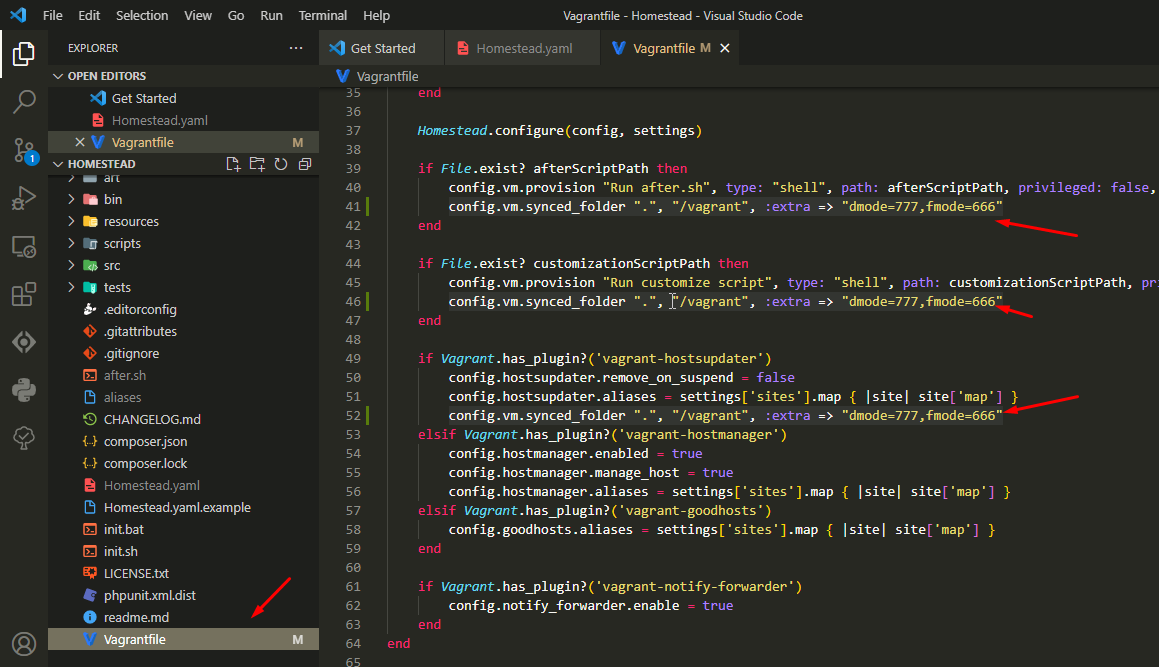 File Edit Selection View Go Run Terminal Help Vagrantfile - Homestead - Visual Studio Code
EXPLORER ···
OPEN EDITORS
Get Started
Homestead.yaml
Vagrantfile M
HOMESTEAD
art
bin
resources
scripts
src
tests
.editorconfig
.gitattributes
.gitignore
after.sh
aliases
CHANGELOG.md
composer.json
composer.lock
Homestead.yaml
Homestead.yaml.example
init.bat
init.sh
LICENSE.txt
phpunit.xml.dist
readme.md
Vagrantfile M
1
Get Started Homestead.yaml Vagrantfile M
Vagrantfile
35 end
36
37 Homestead.configure(config, settings)
38
39 if File.exist? afterScriptPath then
40 config.vm.provision "Run after.sh", type: "shell", path: afterScriptPath, privileged: false,
41 config.vm.synced_folder ".", "/vagrant", :extra => "dmode=777,fmode=666"
42 end
43
44 if File.exist? customizationScriptPath then
45 config.vm.provision "Run customize script", type: "shell", path: customizationScriptPath, pri
46 config.vm.synced_folder ".", "/vagrant", :extra => "dmode=777,fmode=666"
47 end
48
49 if Vagrant.has_plugin?('vagrant-hostsupdater')
50 config.hostsupdater.remove_on_suspend = false
51 config.hostsupdater.aliases = settings['sites'].map { |site| site['map'] }
52 config.vm.synced_folder ".", "/vagrant", :extra => "dmode=777,fmode=666"
53 elsif Vagrant.has_plugin?('vagrant-hostmanager')
54 config.hostmanager.enabled = true
55 config.hostmanager.manage_host = true
56 config.hostmanager.aliases = settings['sites'].map { |site| site['map'] }
57 elsif Vagrant.has_plugin?('vagrant-goodhosts')
58 config.goodhosts.aliases = settings['sites'].map { |site| site['map'] }
59 end
60
61 if Vagrant.has_plugin?('vagrant-notify-forwarder')
62 config.notify_forwarder.enable = true
63 end
64 end
65